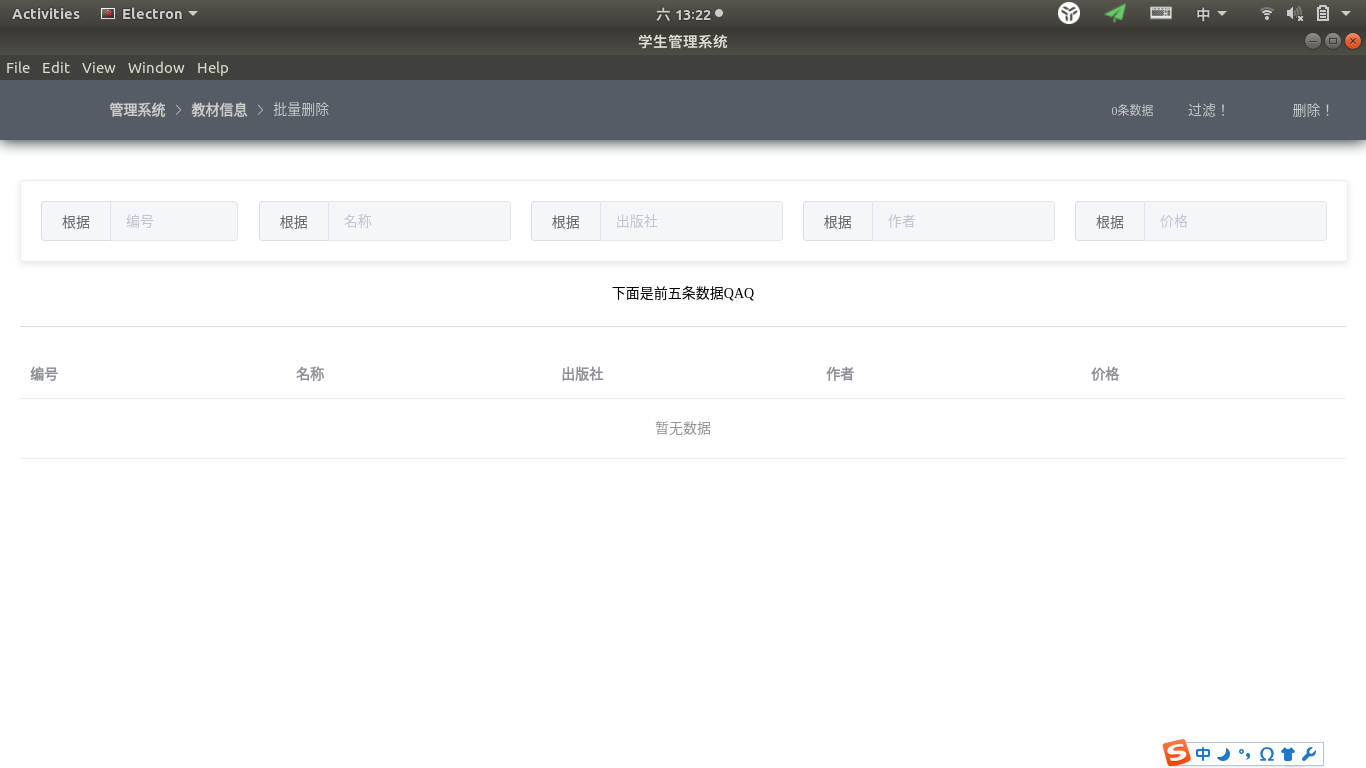 Activities Electron 六 13:22 中
学生管理系统
File Edit View Window Help
管理系统 教材信息 批量删除 0条数据 过滤！ 删除！
根据 编号 根据 名称 根据 出版社 根据 作者 根据 价格
下面是前五条数据QAQ
编号 名称 出版社 作者 价格
暂无数据
S 中 Ω